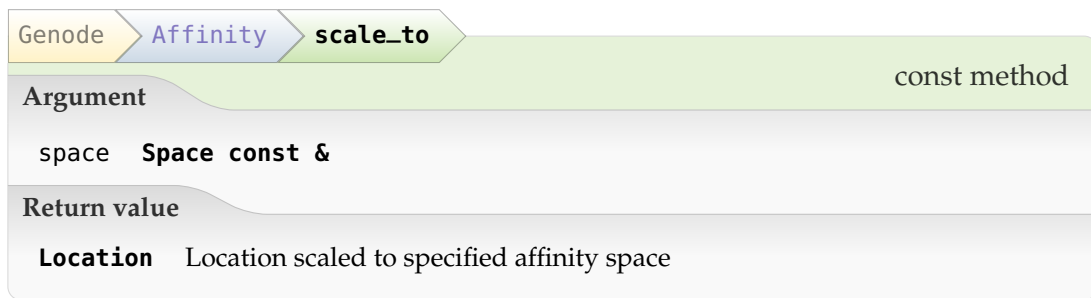 Genode Affinity scale_to
const method
Argument
space Space const &
Return value
Location Location scaled to specified affinity space